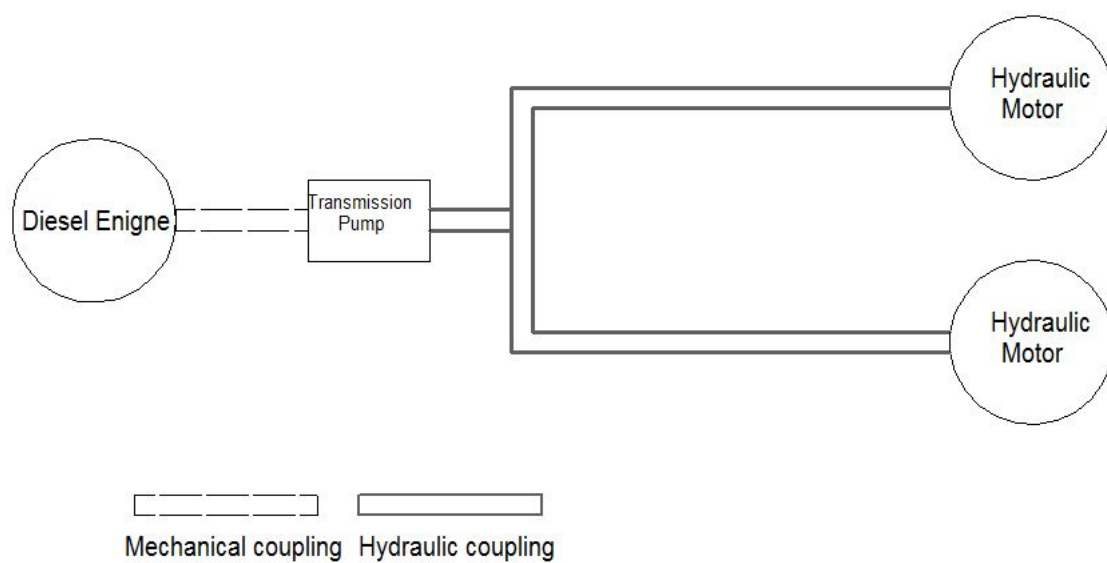 Hydraulic
Motor
Transmission
Pump
Diesel Enigne
Hydraulic
Motor
Mechanical coupling
Hydraulic coupling